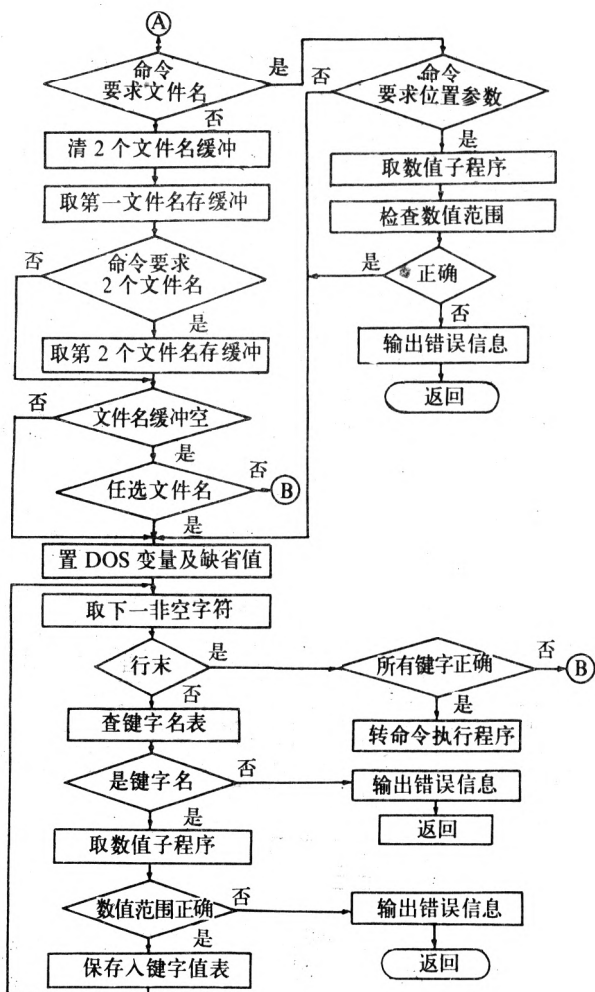 A
命令
要求文件名
是
否
清 2 个文件名缓冲
取第一文件名存缓冲
否
命令要求
2 个文件名
是
取第 2 个文件名存缓冲
否
文件名缓冲空
是
任选文件名
否
B
是
置 DOS 变量及缺省值
取下一非空字符
行末
是
否
查键字名表
是键字名
否
是
取数值子程序
数值范围正确
否
是
保存入键字值表
否
命令
要求位置参数
是
取数值子程序
检查数值范围
是
正确
否
输出错误信息
返回
所有键字正确
否
B
是
转命令执行程序
输出错误信息
返回
输出错误信息
返回